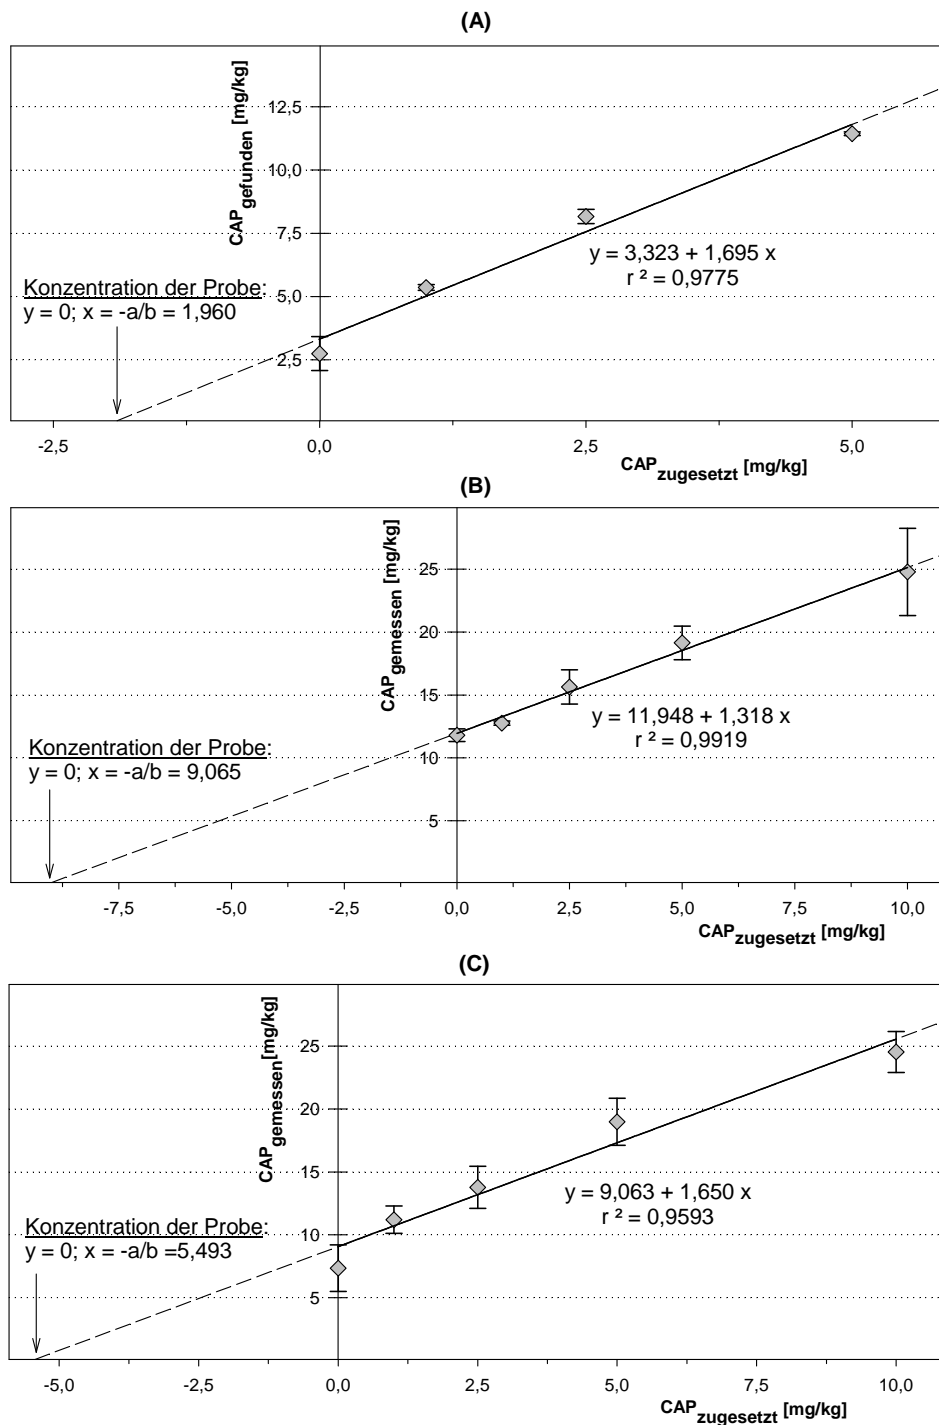 (A)
CAPgefunden [mg/kg]
12,5
10,0
7,5
5,0
2,5
y = 3,323 + 1,695 x
r ² = 0,9775
Konzentration der Probe:
y = 0; x = -a/b = 1,960
-2,5 0,0 2,5 5,0
CAPzugesetzt [mg/kg]
(B)
CAPgemessen [mg/kg]
25
20
15
10
5
y = 11,948 + 1,318 x
r ² = 0,9919
Konzentration der Probe:
y = 0; x = -a/b = 9,065
-7,5 -5,0 -2,5 0,0 2,5 5,0 7,5 10,0
CAPzugesetzt [mg/kg]
(C)
CAPgemessen[mg/kg]
25
20
15
10
5
y = 9,063 + 1,650 x
r ² = 0,9593
Konzentration der Probe:
y = 0; x = -a/b =5,493
-5,0 -2,5 0,0 2,5 5,0 7,5 10,0
CAPzugesetzt [mg/kg]